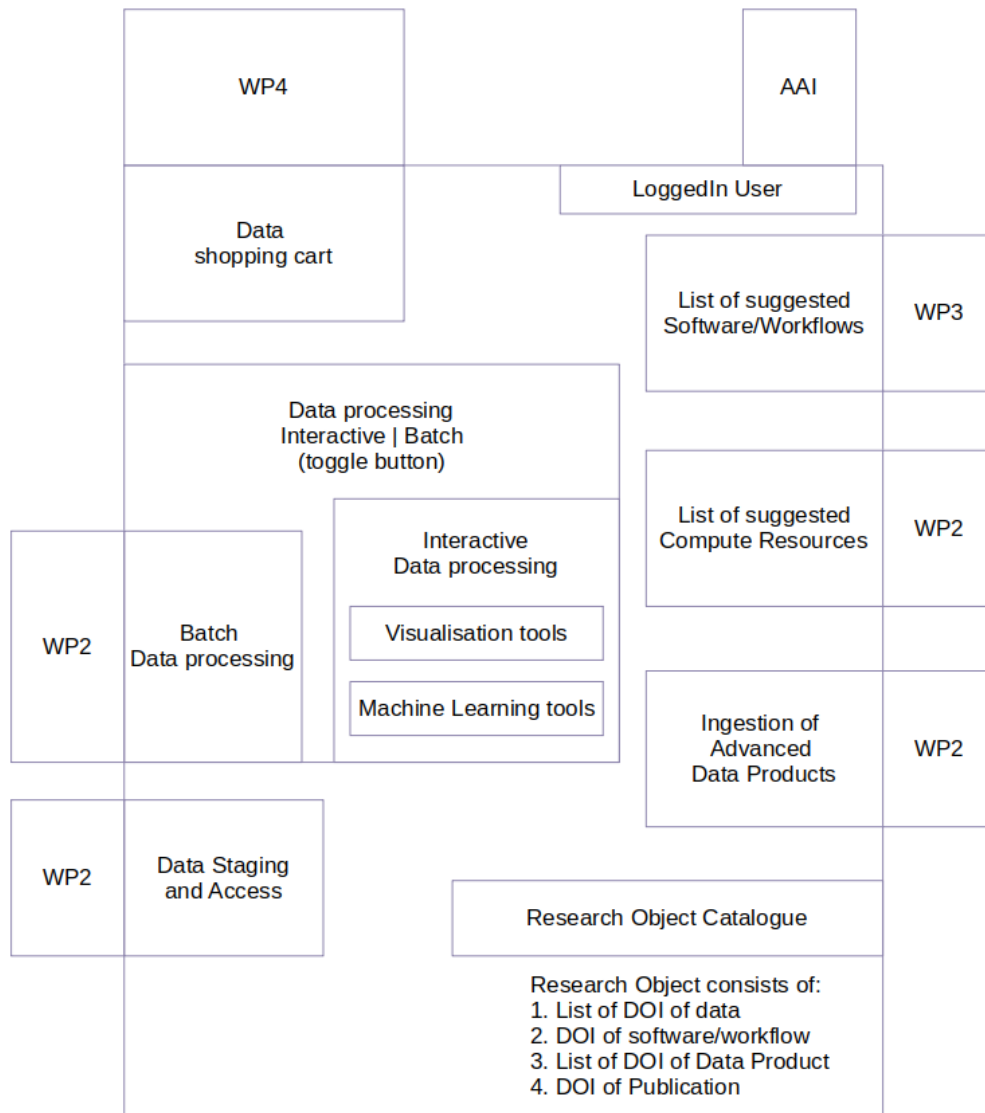 WP4
AAI
LoggedIn User
Data
shopping cart
List of suggested
Software/Workflows
WP3
Data processing
Interactive | Batch
(toggle button)
List of suggested
Compute Resources
WP2
Interactive
Data processing
Visualisation tools
Machine Learning tools
WP2
Batch
Data processing
Ingestion of
Advanced
Data Products
WP2
WP2
Data Staging
and Access
Research Object Catalogue
Research Object consists of:
1. List of DOI of data
2. DOI of software/workflow
3. List of DOI of Data Product
4. DOI of Publication